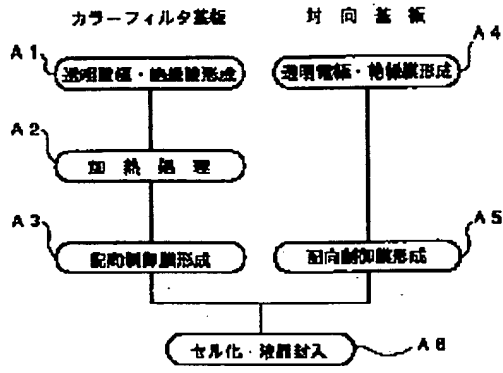 カラーフィルタ基板 対向基板
A1 透明電極・絶縁膜形成 透明電極・絶縁膜形成 A4
A2 加熱処理
A3 配向制御膜形成 配向制御膜形成 A5
セル化・液晶封入 A6